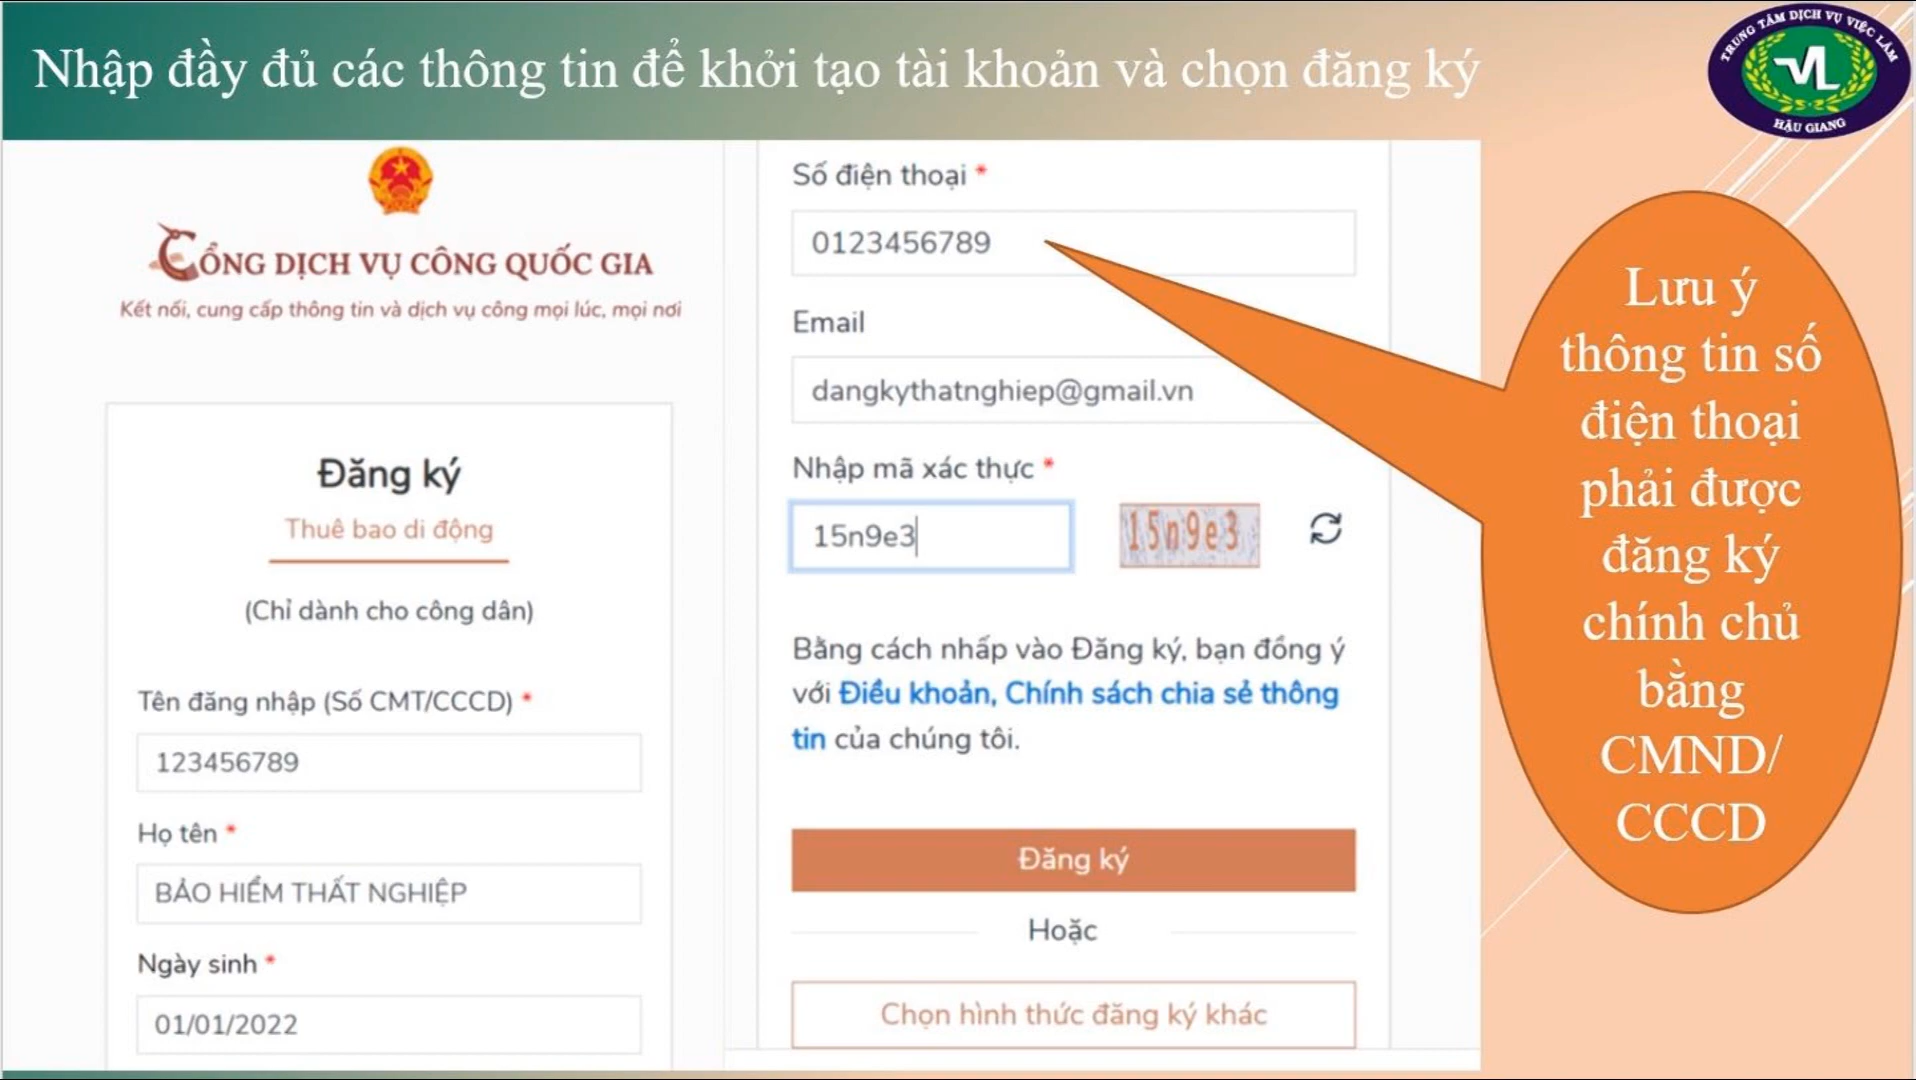 Nhập đầy đủ các thông tin để khởi tạo tài khoản và chọn đăng ký
TRUNG TÂM DỊCH VỤ VIỆC LÀM
VL
HẬU GIANG
CỔNG DỊCH VỤ CÔNG QUỐC GIA
Kết nối, cung cấp thông tin và dịch vụ công mọi lúc, mọi nơi
Đăng ký
Thuê bao di động
(Chỉ dành cho công dân)
Tên đăng nhập (Số CMT/CCCD) *
123456789
Họ tên *
BẢO HIỂM THẤT NGHIỆP
Ngày sinh *
01/01/2022
Số điện thoại *
0123456789
Email
dangkythatnghiep@gmail.vn
Nhập mã xác thực *
15n9e3
15n9e3
Bằng cách nhấp vào Đăng ký, bạn đồng ý
với Điều khoản, Chính sách chia sẻ thông
tin của chúng tôi.
Đăng ký
Hoặc
Chọn hình thức đăng ký khác
Lưu ý
thông tin số
điện thoại
phải được
đăng ký
chính chủ
bằng
CMND/
CCCD